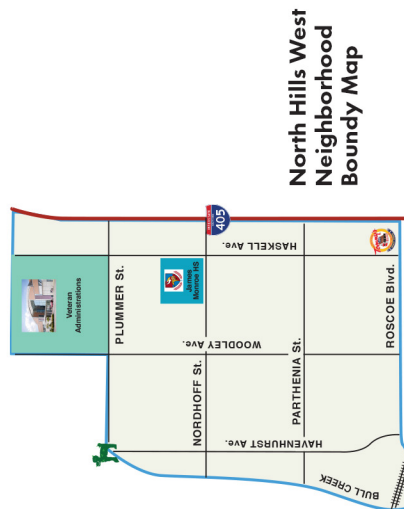 North Hills West
Neighborhood
Boundy Map
Veteran
Administrations
PLUMMER St.
James
Monroe HS
405
HASKELL Ave.
WOODLEY Ave.
NORDHOFF St.
PARTHENIA St.
ROSCOE Blvd.
HAVENHURST Ave.
BULL CREEK